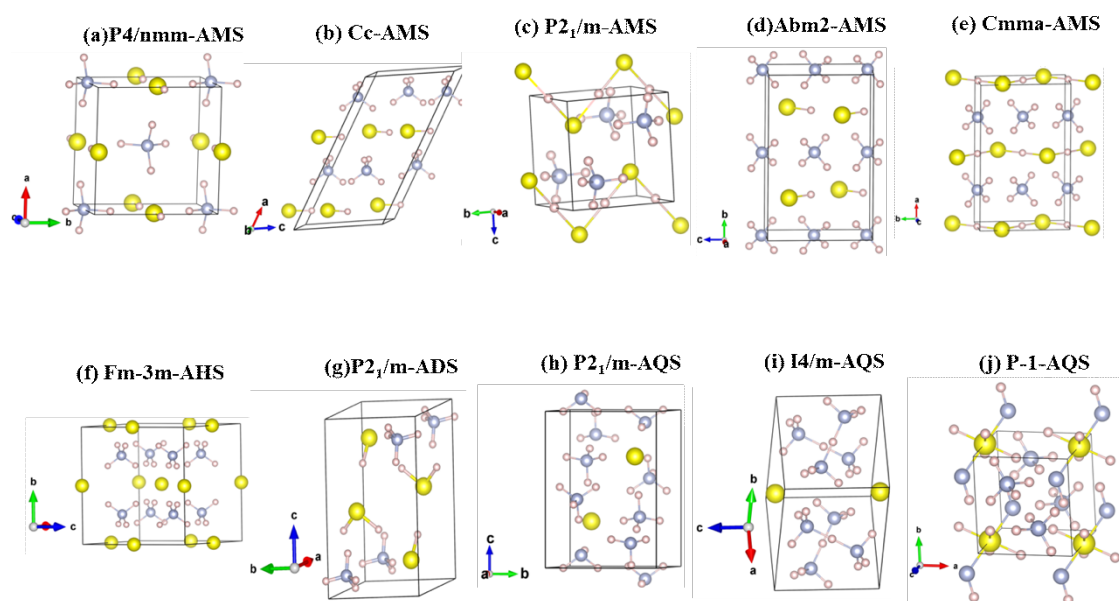 (a)P4/nmm-AMS
(b) Cc-AMS
(c) P2₁/m-AMS
(d)Abm2-AMS
(e) Cmma-AMS
a
c
b
a
b
c
b
a
c
b
c
a
a
b
c
(f) Fm-3m-AHS
(g)P2₁/m-ADS
(h) P2₁/m-AQS
(i) I4/m-AQS
(j) P-1-AQS
b
c
c
a
b
c
a
b
b
c
a
b
c
a